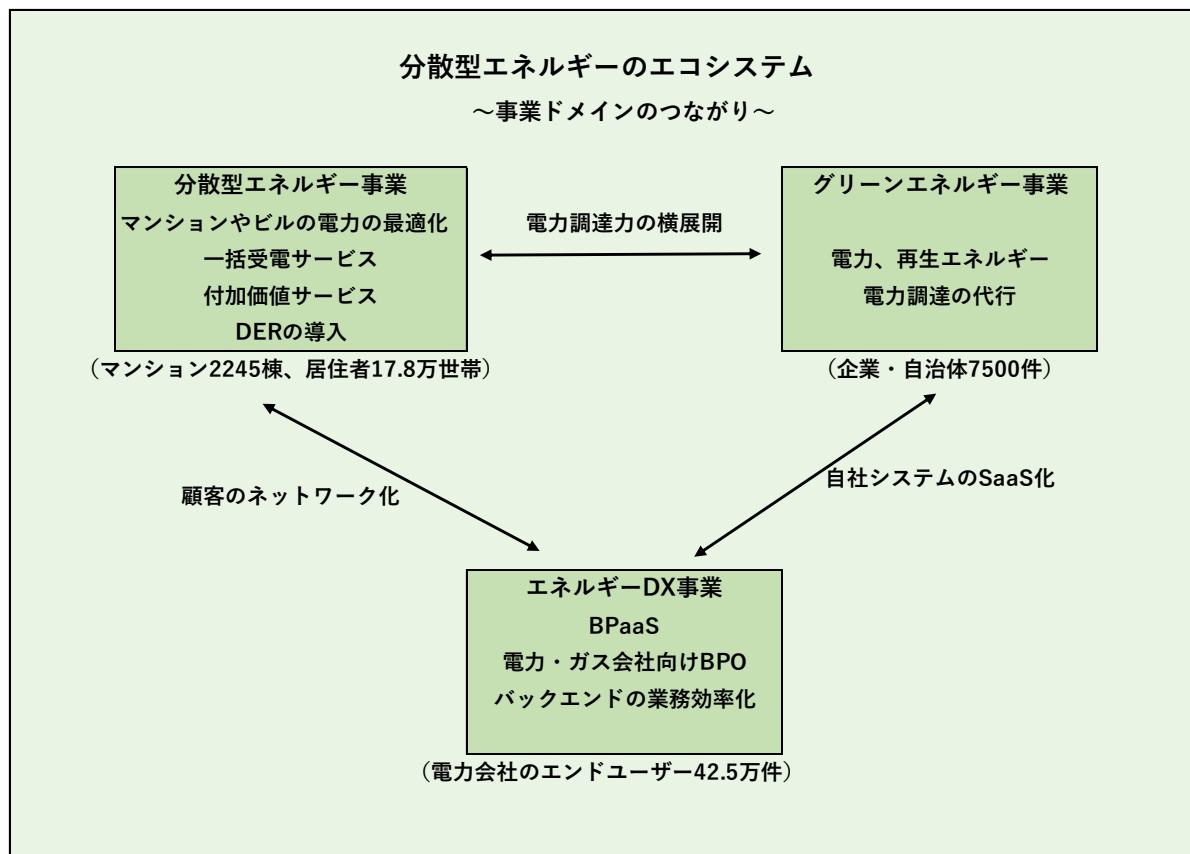 分散型エネルギーのエコシステム
～事業ドメインのつながり～
分散型エネルギー事業
マンションやビルの電力の最適化
一括受電サービス
付加価値サービス
DERの導入
（マンション2245棟、居住者17.8万世帯）
電力調達力の横展開
グリーンエネルギー事業
電力、再生エネルギー
電力調達の代行
（企業・自治体7500件）
顧客のネットワーク化
自社システムのSaaS化
エネルギーDX事業
BPaaS
電力・ガス会社向けBPO
バックエンドの業務効率化
（電力会社のエンドユーザー42.5万件）